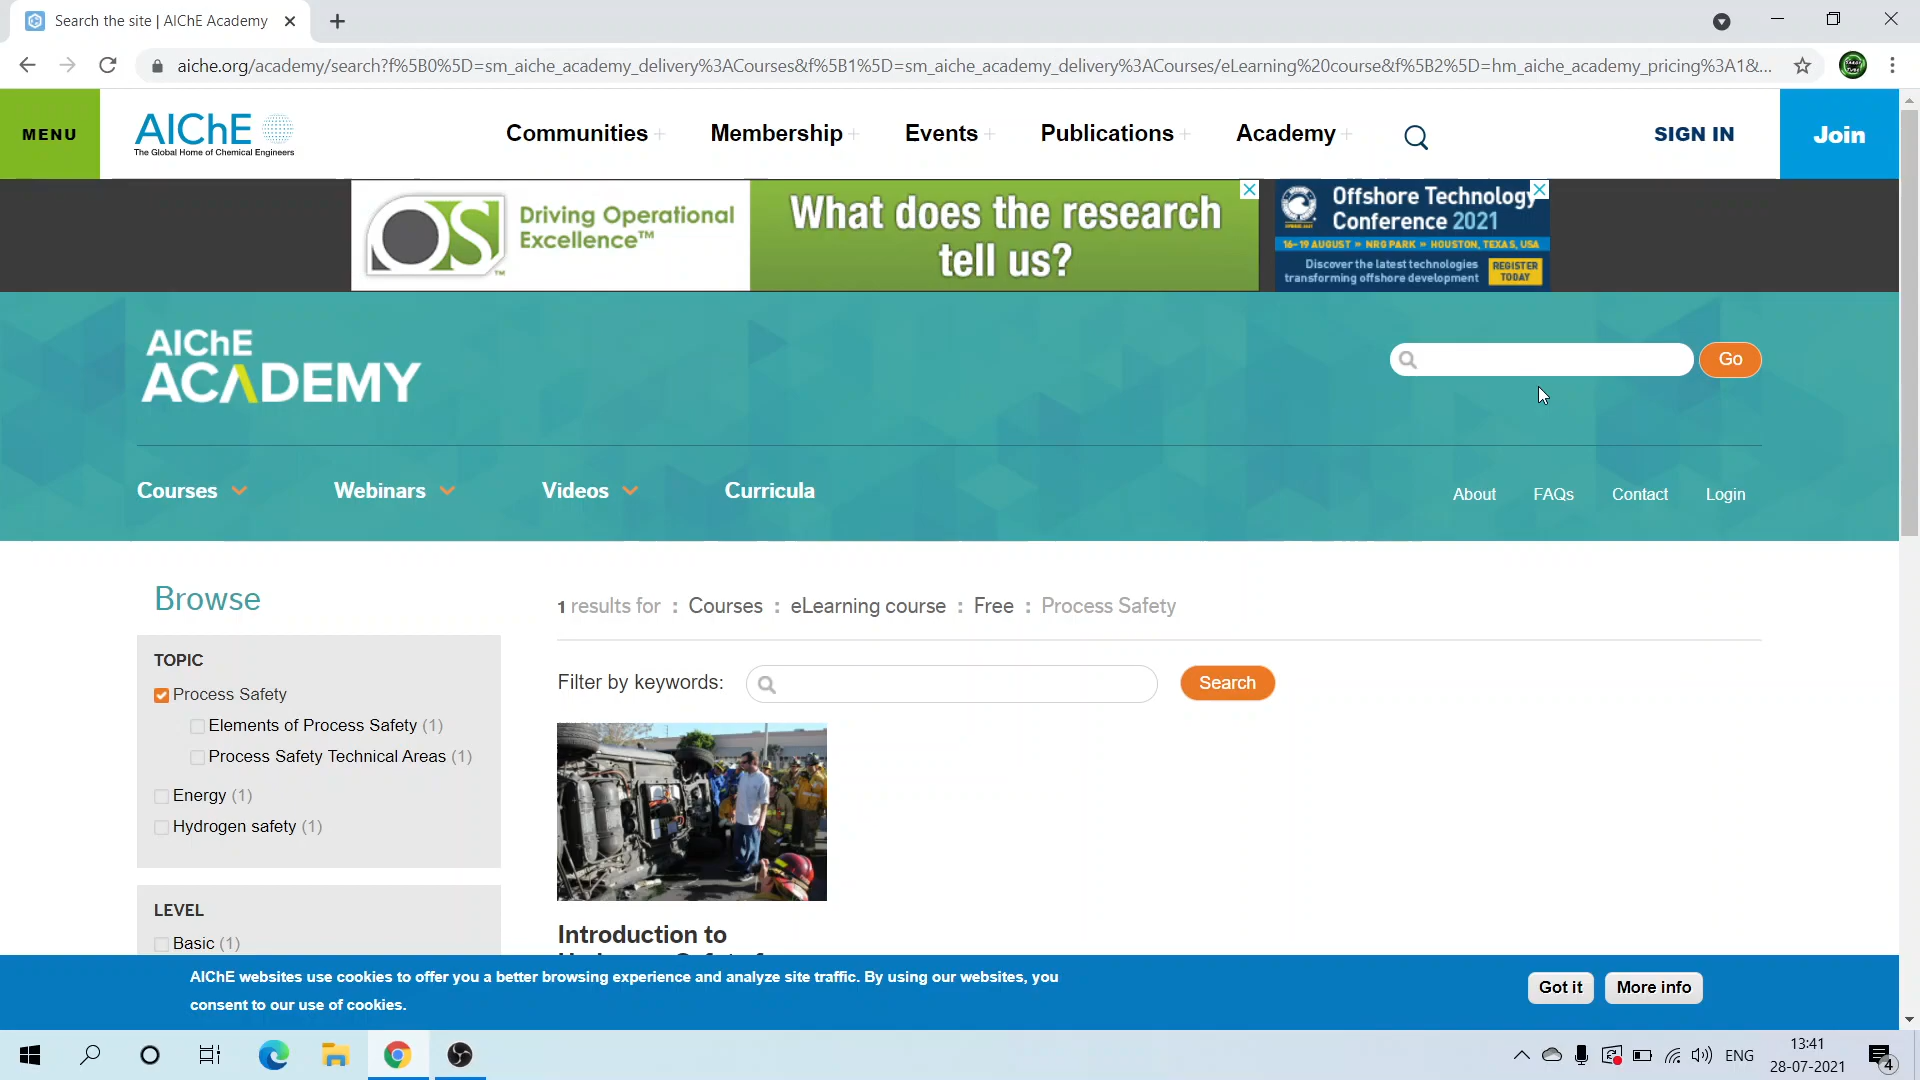 Search the site | AIChE Academy
aiche.org/academy/search?f%5B0%5D=sm_aiche_academy_delivery%3ACourses&f%5B1%5D=sm_aiche_academy_delivery%3ACourses/eLearning%20course&f%5B2%5D=hm_aiche_academy_pricing%3A1&...
MENU
AIChE
The Global Home of Chemical Engineers
Communities +
Membership +
Events +
Publications +
Academy +
SIGN IN
Join
OS™
Driving Operational
Excellence™
What does the research
tell us?
Offshore Technology
Conference 2021
16–19 AUGUST » NRG PARK » HOUSTON, TEXAS, USA
Discover the latest technologies
transforming offshore development
REGISTER
TODAY
AIChE
ACADEMY
Go
Courses
Webinars
Videos
Curricula
About
FAQs
Contact
Login
Browse
1 results for : Courses : eLearning course : Free : Process Safety
TOPIC
Process Safety
Elements of Process Safety (1)
Process Safety Technical Areas (1)
Energy (1)
Hydrogen safety (1)
Filter by keywords:
Search
LEVEL
Basic (1)
Introduction to
AIChE websites use cookies to offer you a better browsing experience and analyze site traffic. By using our websites, you
consent to our use of cookies.
Got it
More info
ENG
13:41
28-07-2021
4